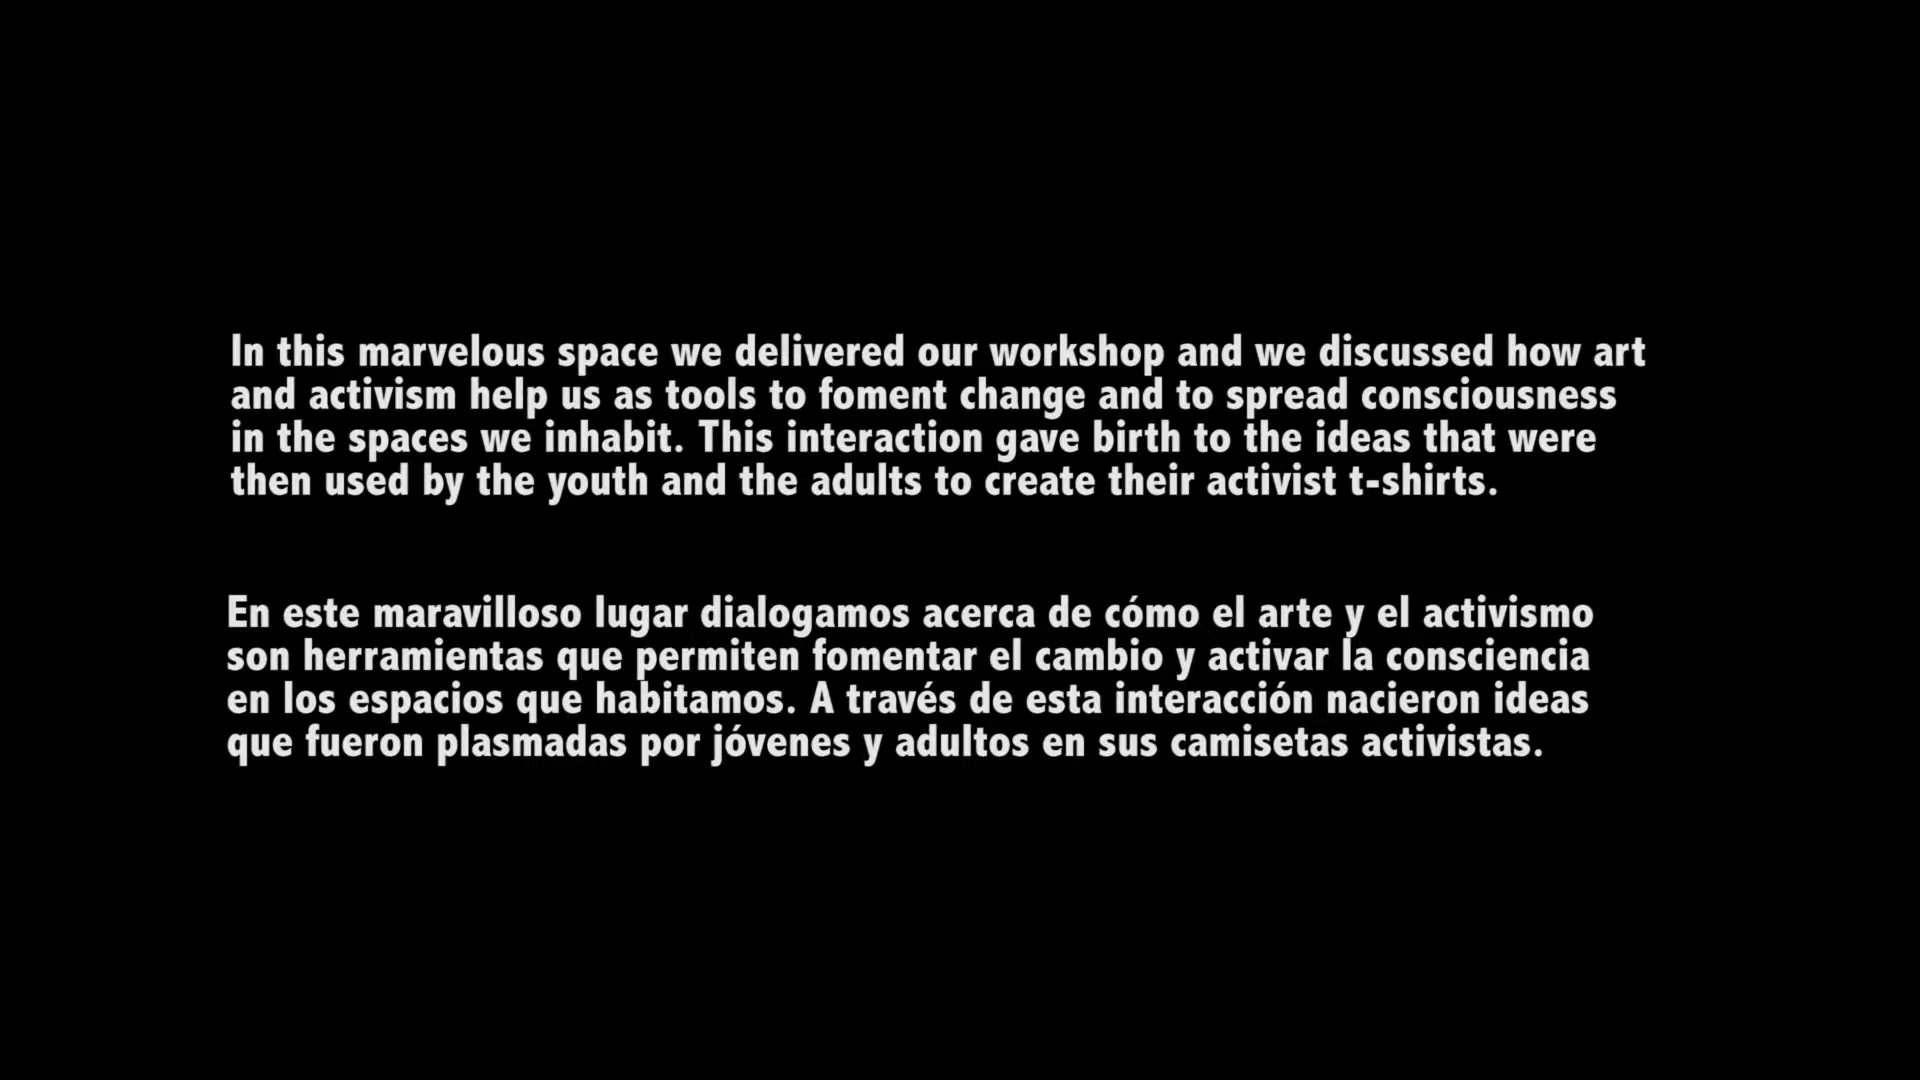 In this marvelous space we delivered our workshop and we discussed how art
and activism help us as tools to foment change and to spread consciousness
in the spaces we inhabit. This interaction gave birth to the ideas that were
then used by the youth and the adults to create their activist t-shirts.
En este maravilloso lugar dialogamos acerca de cómo el arte y el activismo
son herramientas que permiten fomentar el cambio y activar la consciencia
en los espacios que habitamos. A través de esta interacción nacieron ideas
que fueron plasmadas por jóvenes y adultos en sus camisetas activistas.